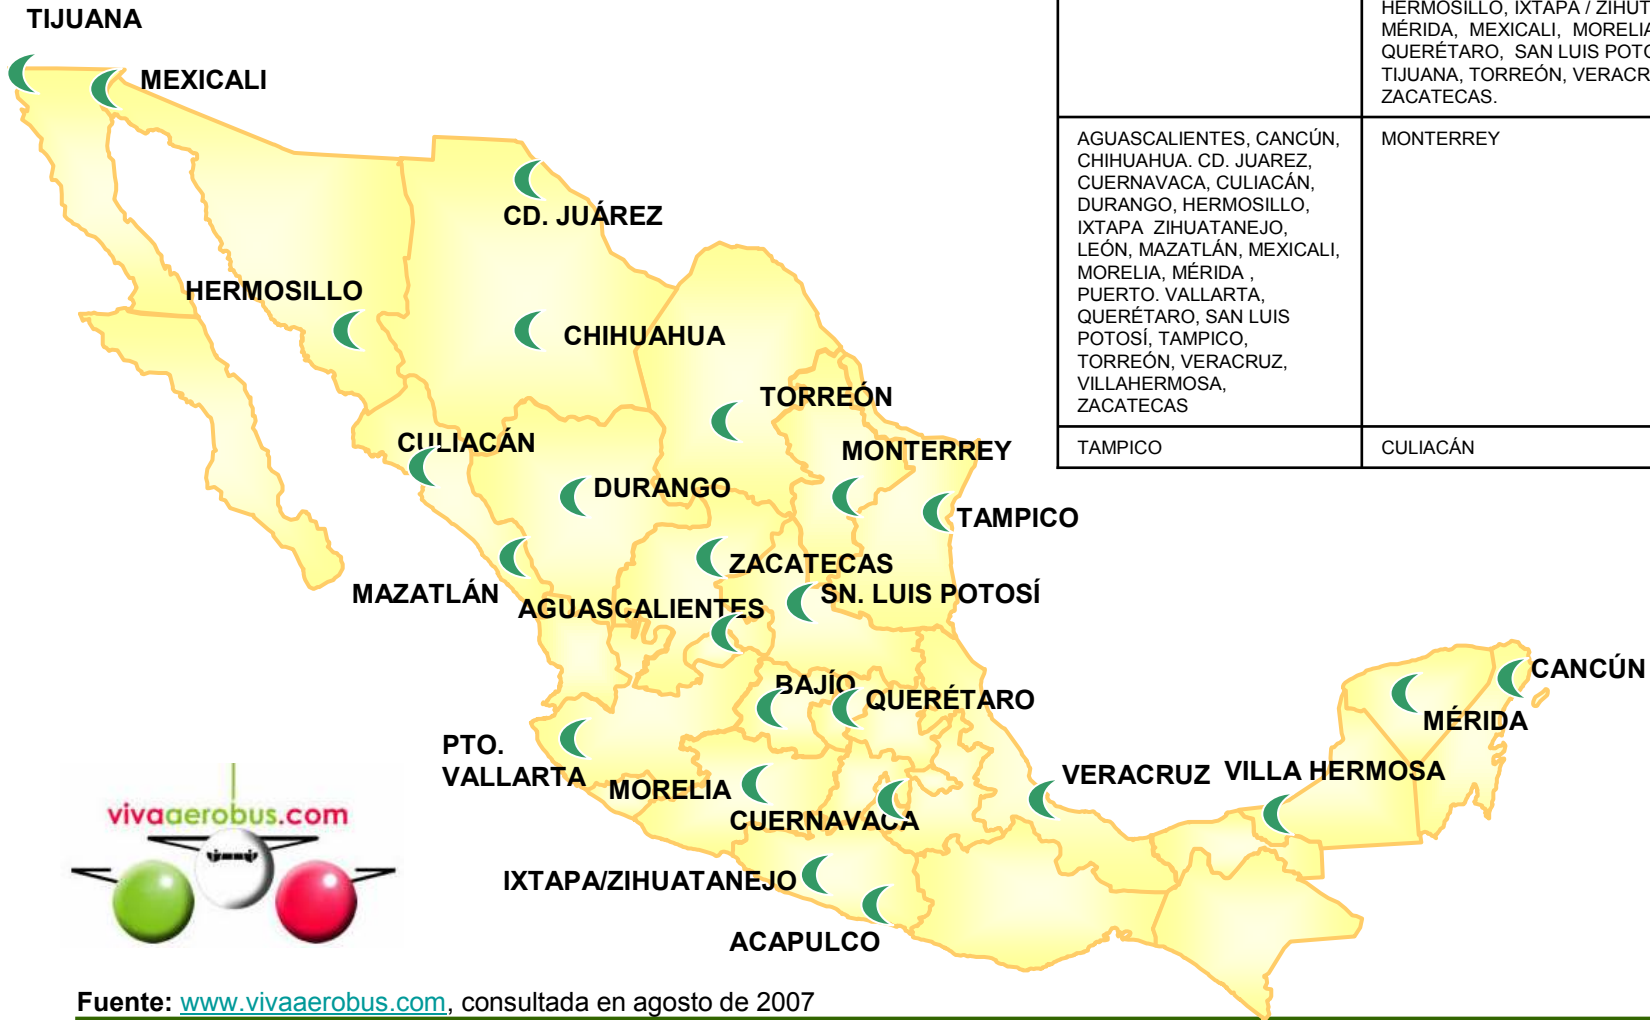 TIJUANA
MEXICALI
HERMOSILLO, IXTAPA /
MÉRIDA, MEXICALI,
QUERÉTARO, SAN LUIS
TIJUANA, TORREÓN,
ZACATECAS.
AGUASCALIENTES, CANCÚN,
CHIHUAHUA. CD. JUAREZ,
CUERNAVACA, CULIACÁN,
DURANGO, HERMOSILLO,
IXTAPA ZIHUATANEJO,
LEÓN, MAZATLÁN, MEXICALI,
MORELIA, MÉRIDA ,
PUERTO. VALLARTA,
QUERÉTARO, SAN LUIS
POTOSÍ, TAMPICO,
TORREÓN, VERACRUZ,
VILLAHERMOSA,
ZACATECAS
MONTERREY
TAMPICO
CULIACÁN
CD. JUÁREZ
HERMOSILLO
CHIHUAHUA
TORREÓN
CULIACÁN
MONTERREY
DURANGO
TAMPICO
ZACATECAS
MAZATLÁN
SN. LUIS POTOSÍ
AGUASCALIENTES
BAJÍO
QUERÉTARO
CANCÚN
MÉRIDA
PTO.
VALLARTA
MORELIA
VERACRUZ
VILLA HERMOSA
CUERNAVACA
vivaaerobus.com
IXTAPA/ZIHUATANEJO
ACAPULCO
Fuente: www.vivaaerobus.com, consultada en agosto de 2007